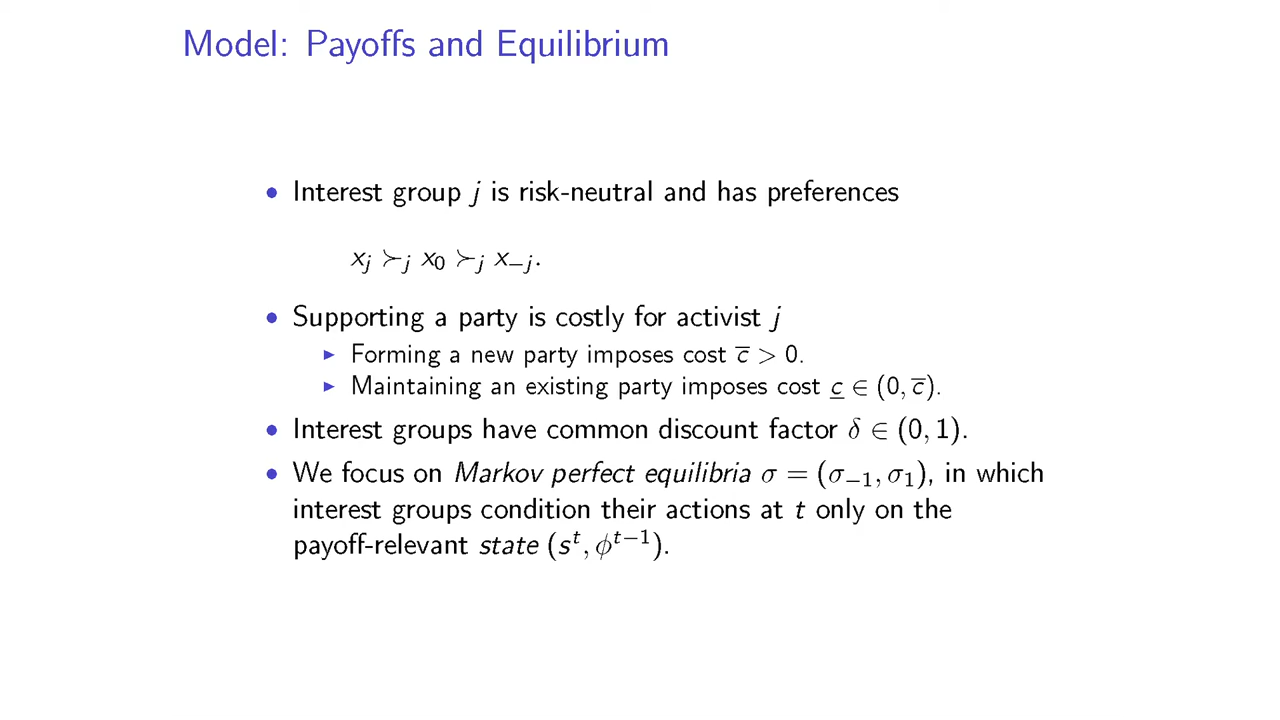 Model: Payoffs and Equilibrium
• Interest group j is risk-neutral and has preferences
x_j ≻_j x_0 ≻_j x_{−j}.
• Supporting a party is costly for activist j
▶ Forming a new party imposes cost c̅ > 0.
▶ Maintaining an existing party imposes cost c̲ ∈ (0, c̅).
• Interest groups have common discount factor δ ∈ (0, 1).
• We focus on Markov perfect equilibria σ = (σ_{−1}, σ_1), in which
interest groups condition their actions at t only on the
payoff-relevant state (s^t, ϕ^{t−1}).